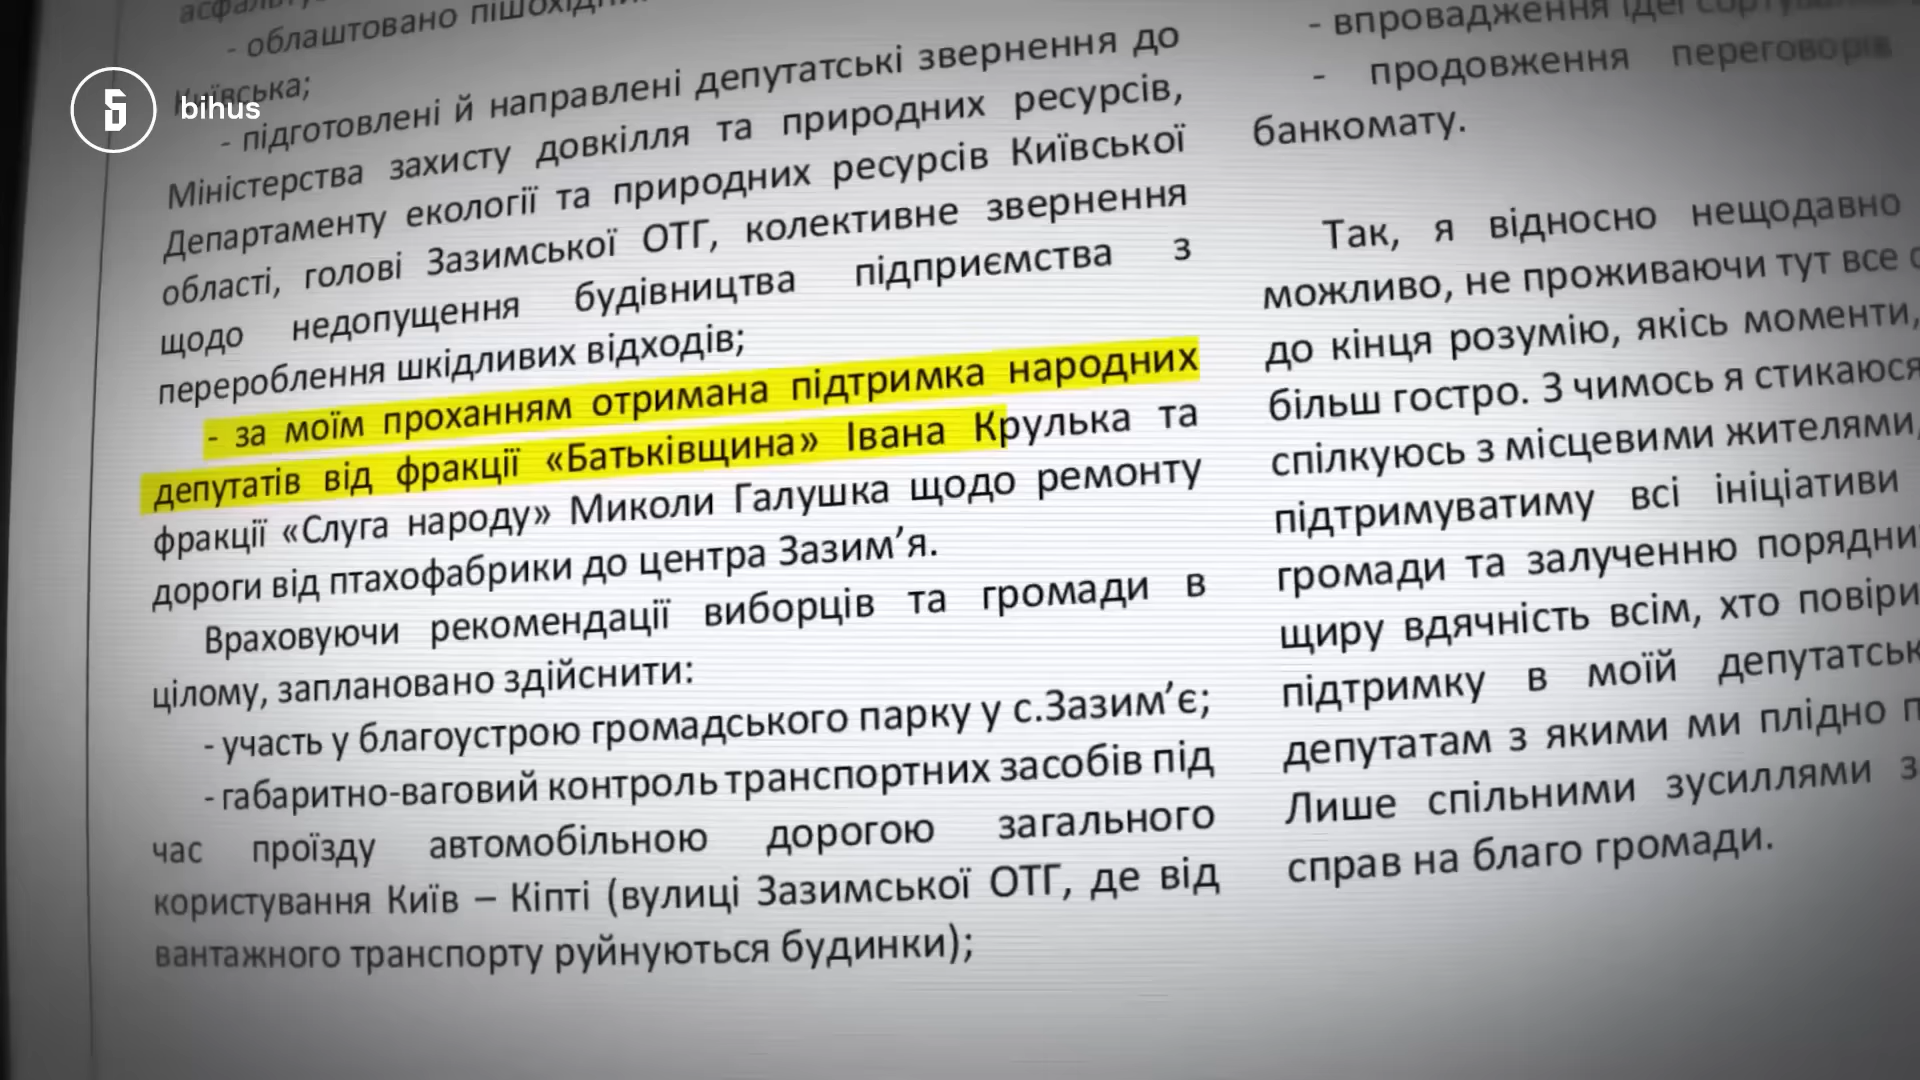 bihus
- облаштовано
Київська;
- підготовлені й направлені депутатські звернення до
Міністерства захисту довкілля та природних ресурсів,
Департаменту екології та природних ресурсів Київської
області, голові Зазимської ОТГ, колективне звернення
щодо недопущення будівництва підприємства з
перероблення шкідливих відходів;
- за моїм проханням отримана підтримка народних
депутатів від фракції «Батьківщина» Івана Крулька та
фракції «Слуга народу» Миколи Галушка щодо ремонту
дороги від птахофабрики до центра Зазим’я.
Враховуючи рекомендації виборців та громади в
цілому, заплановано здійснити:
- участь у благоустрою громадського парку у с.Зазим’є;
- габаритно-ваговий контроль транспортних засобів під
час проїзду автомобільною дорогою загального
користування Київ – Кіпті (вулиці Зазимської ОТГ, де від
вантажного транспорту руйнуються будинки);
- впровадження ідеї
- продовження переговорів
банкомату.
Так, я відносно нещодавно
можливо, не проживаючи тут все
до кінця розумію, якісь моменти,
більш гостро. З чимось я стикаюся
спілкуюсь з місцевими жителями,
підтримуватиму всі ініціативи
громади та залученню
щиру вдячність всім, хто
підтримку в моїй
депутатам з якими ми плідно
Лише спільними зусиллями
справ на благо громади.